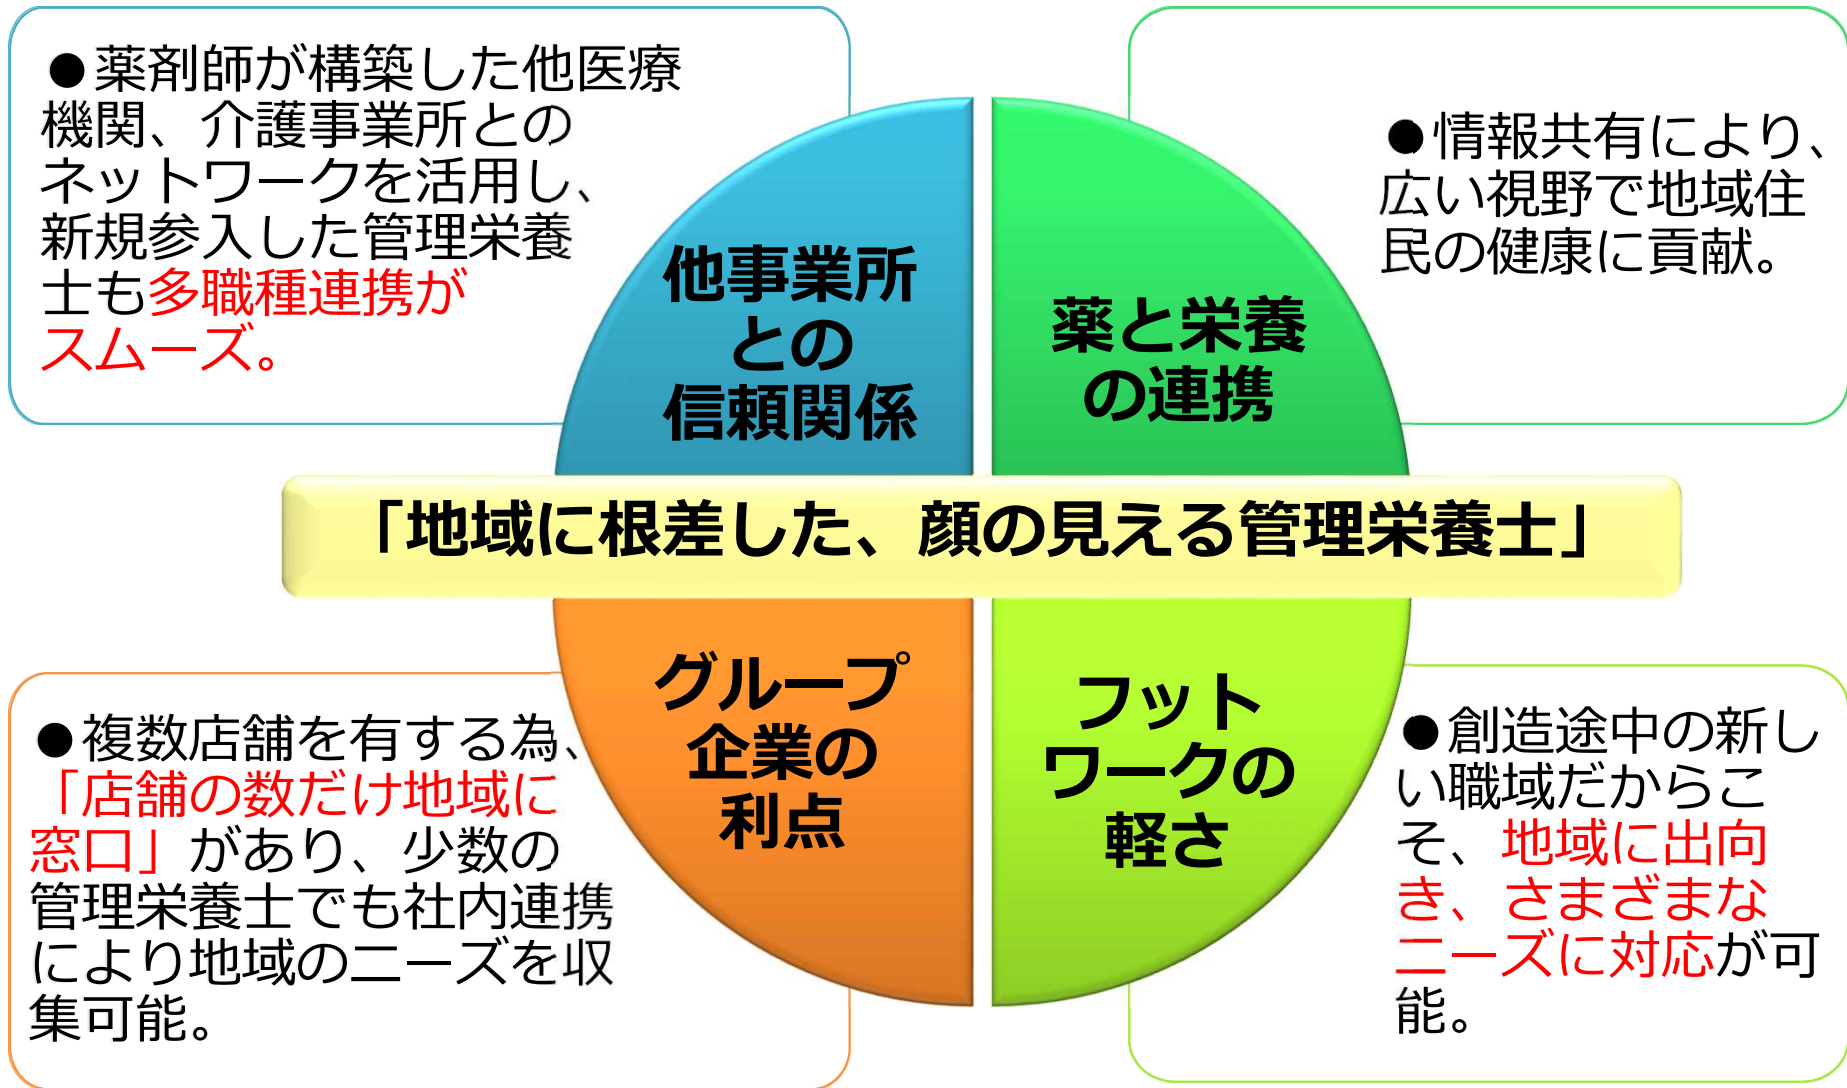 ●薬剤師が構築した他医療
機関、介護事業所との
ネットワークを活用し、
新規参入した管理栄養
士も多職種連携が
スムーズ。
他事業所
との
信頼関係
薬と栄養
の連携
●情報共有により、
広い視野で地域住
民の健康に貢献。
「地域に根差した、顔の見える管理栄養士」
●複数店舗を有する為、
「店舗の数だけ地域に
窓口」があり、少数の
管理栄養士でも社内連携
により地域のニーズを収
集可能。
グループ
企業の
利点
フット
ワークの
軽さ
●創造途中の新し
い職域だからこ
そ、地域に出向
き、さまざまな
ニーズに対応が可
能。